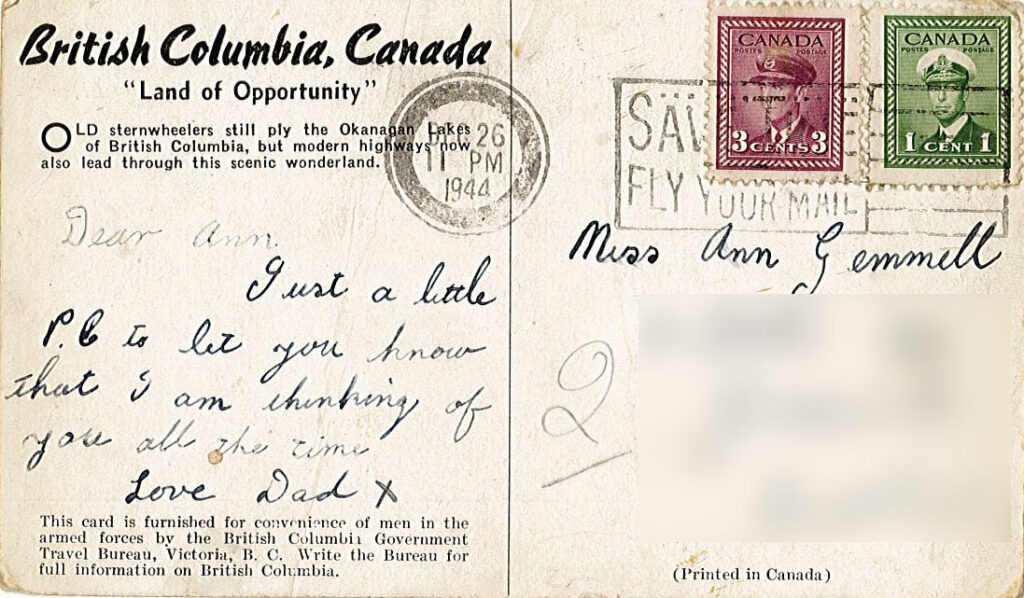 British Columbia, Canada
"Land of Opportunity"
OLD sternwheelers still ply the Okanagan Lakes
of British Columbia, but modern highways now
also lead through this scenic wonderland.
26
11 PM
1944
CANADA
POSTES POSTAGE
3 CENTS 3
CANADA
POSTES POSTAGE
1 CENT 1
SAVE
FLY YOUR MAIL
Dear Ann
Just a little
P.C to let you know
that I am thinking of
you all the time
Love Dad X
This card is furnished for convenience of men in the
armed forces by the British Columbia Government
Travel Bureau, Victoria, B. C. Write the Bureau for
full information on British Columbia.
Miss Ann Gemmell
2
(Printed in Canada)